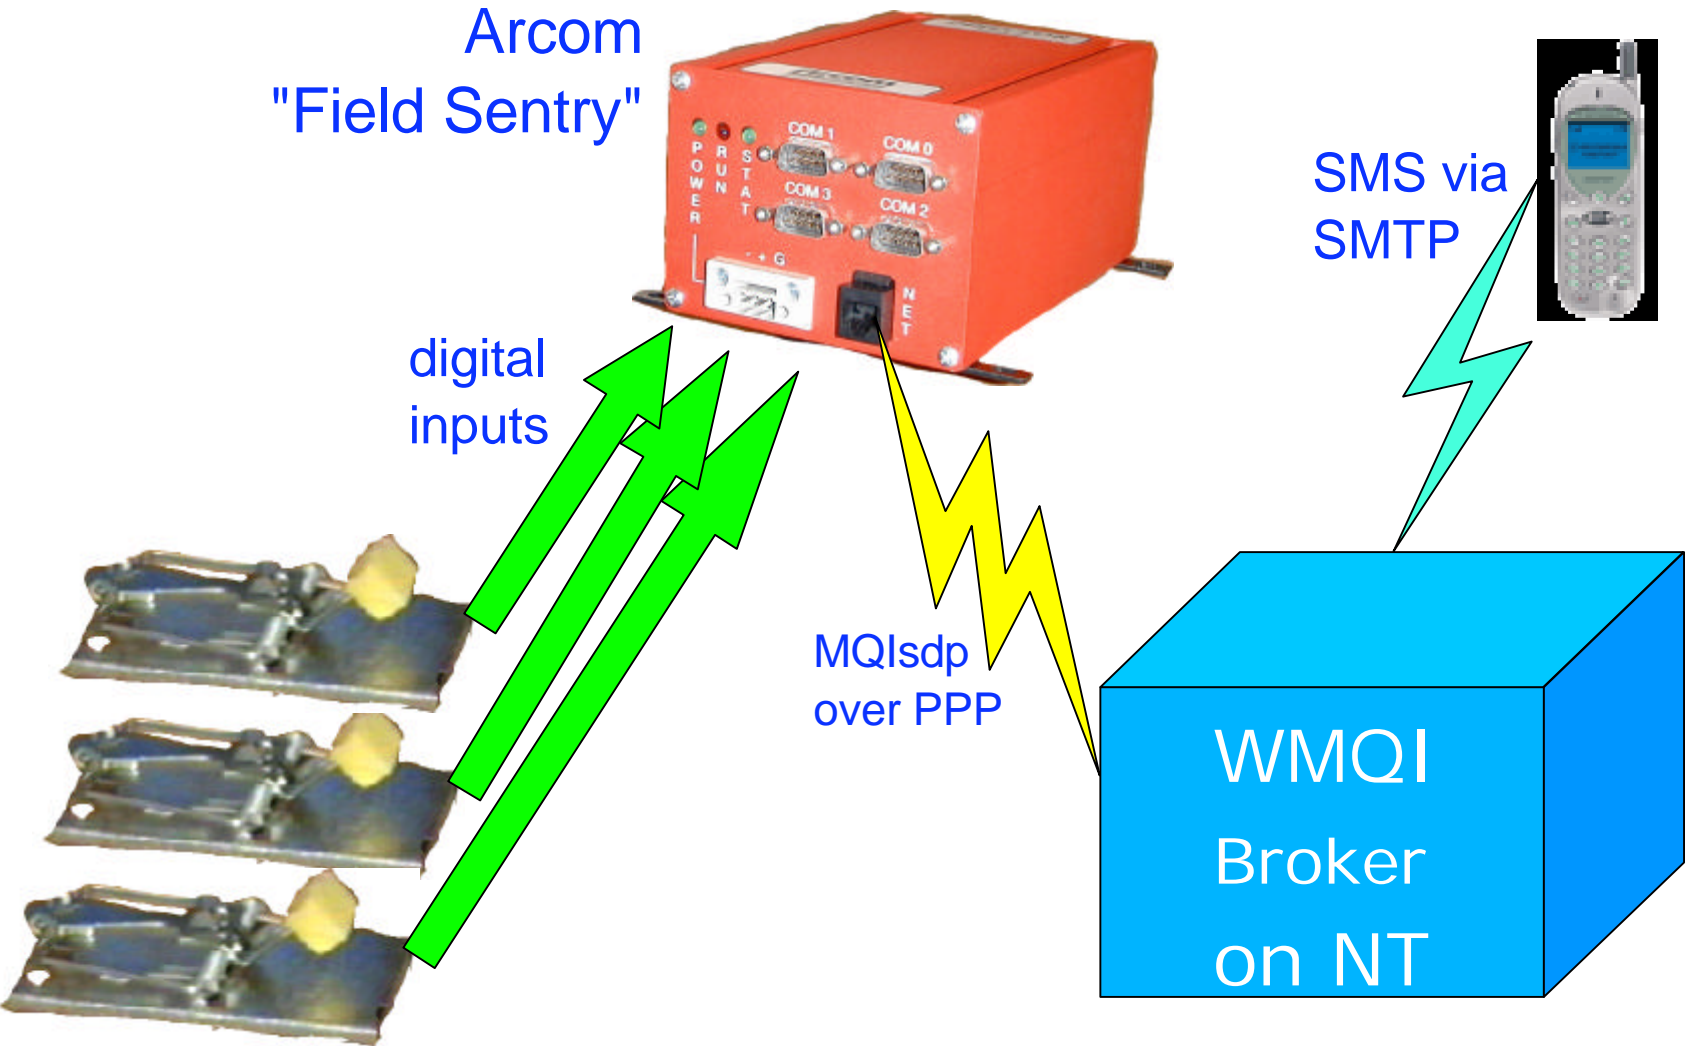 Arcom
"Field Sentry"
POWER
RUN
STAT
COM 1
COM 0
COM 3
COM 2
- + G
NET
SMS via
SMTP
digital
inputs
MQIsdp
over PPP
WMQI
Broker
on NT